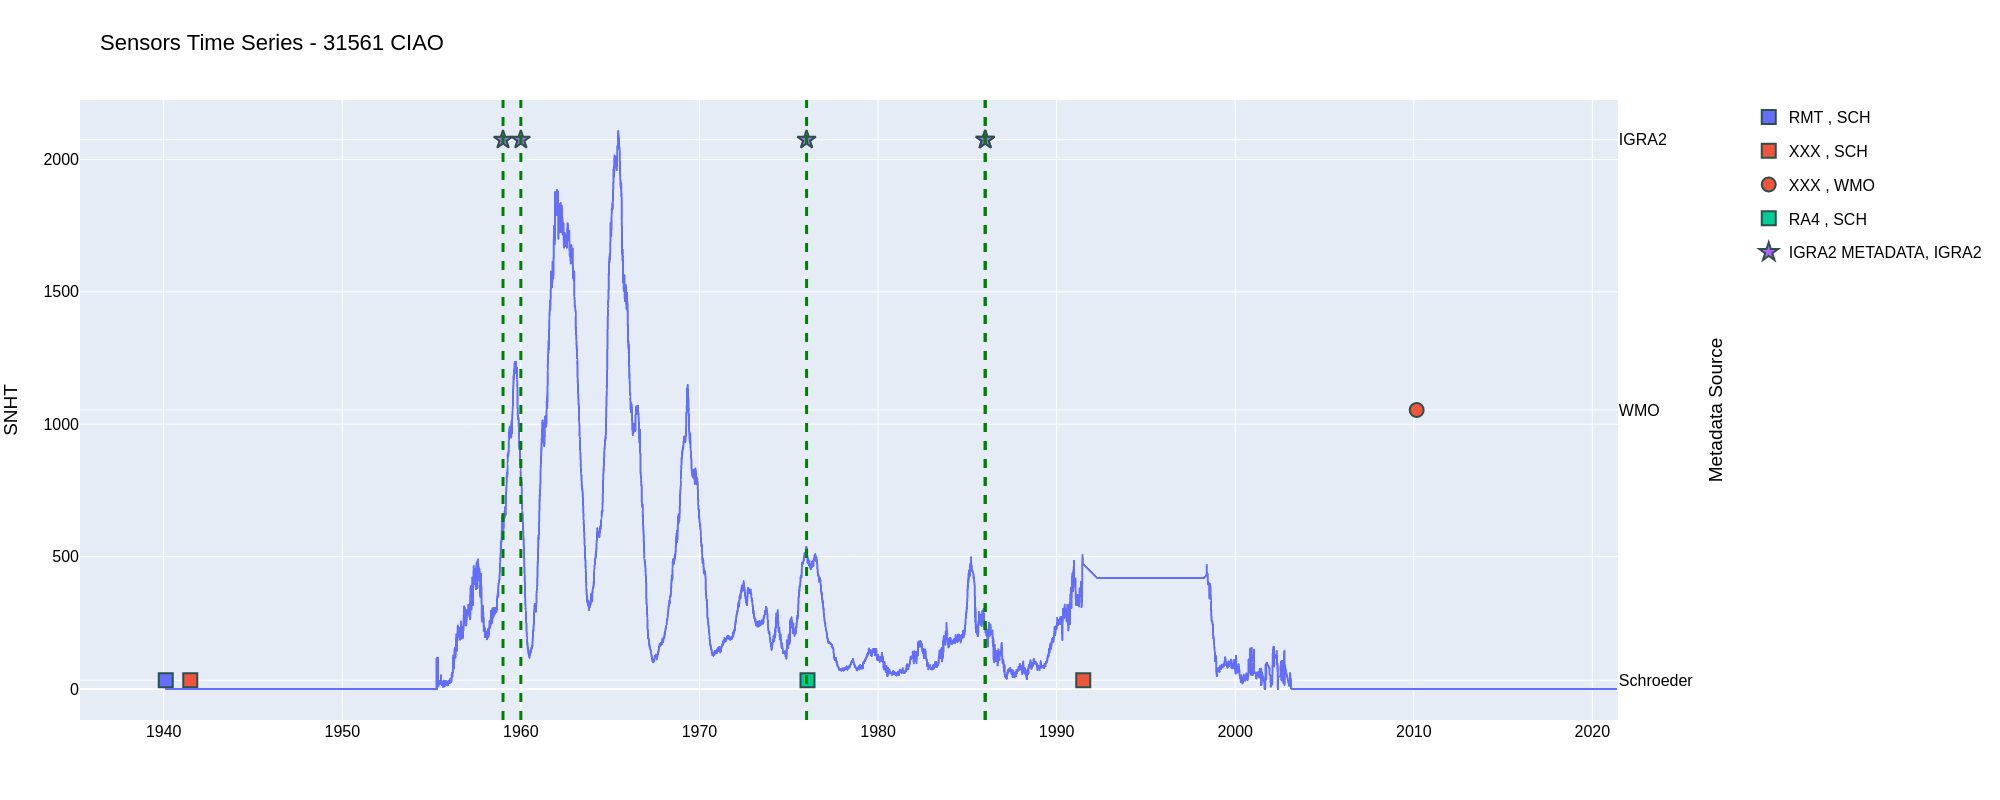 Sensors Time Series - 31561 CIAO
SNHT
2000
1500
1000
500
0
1940
1950
1960
1970
1980
1990
2000
2010
2020
IGRA2
WMO
Schroeder
Metadata Source
RMT , SCH
XXX , SCH
XXX , WMO
RA4 , SCH
IGRA2 METADATA, IGRA2